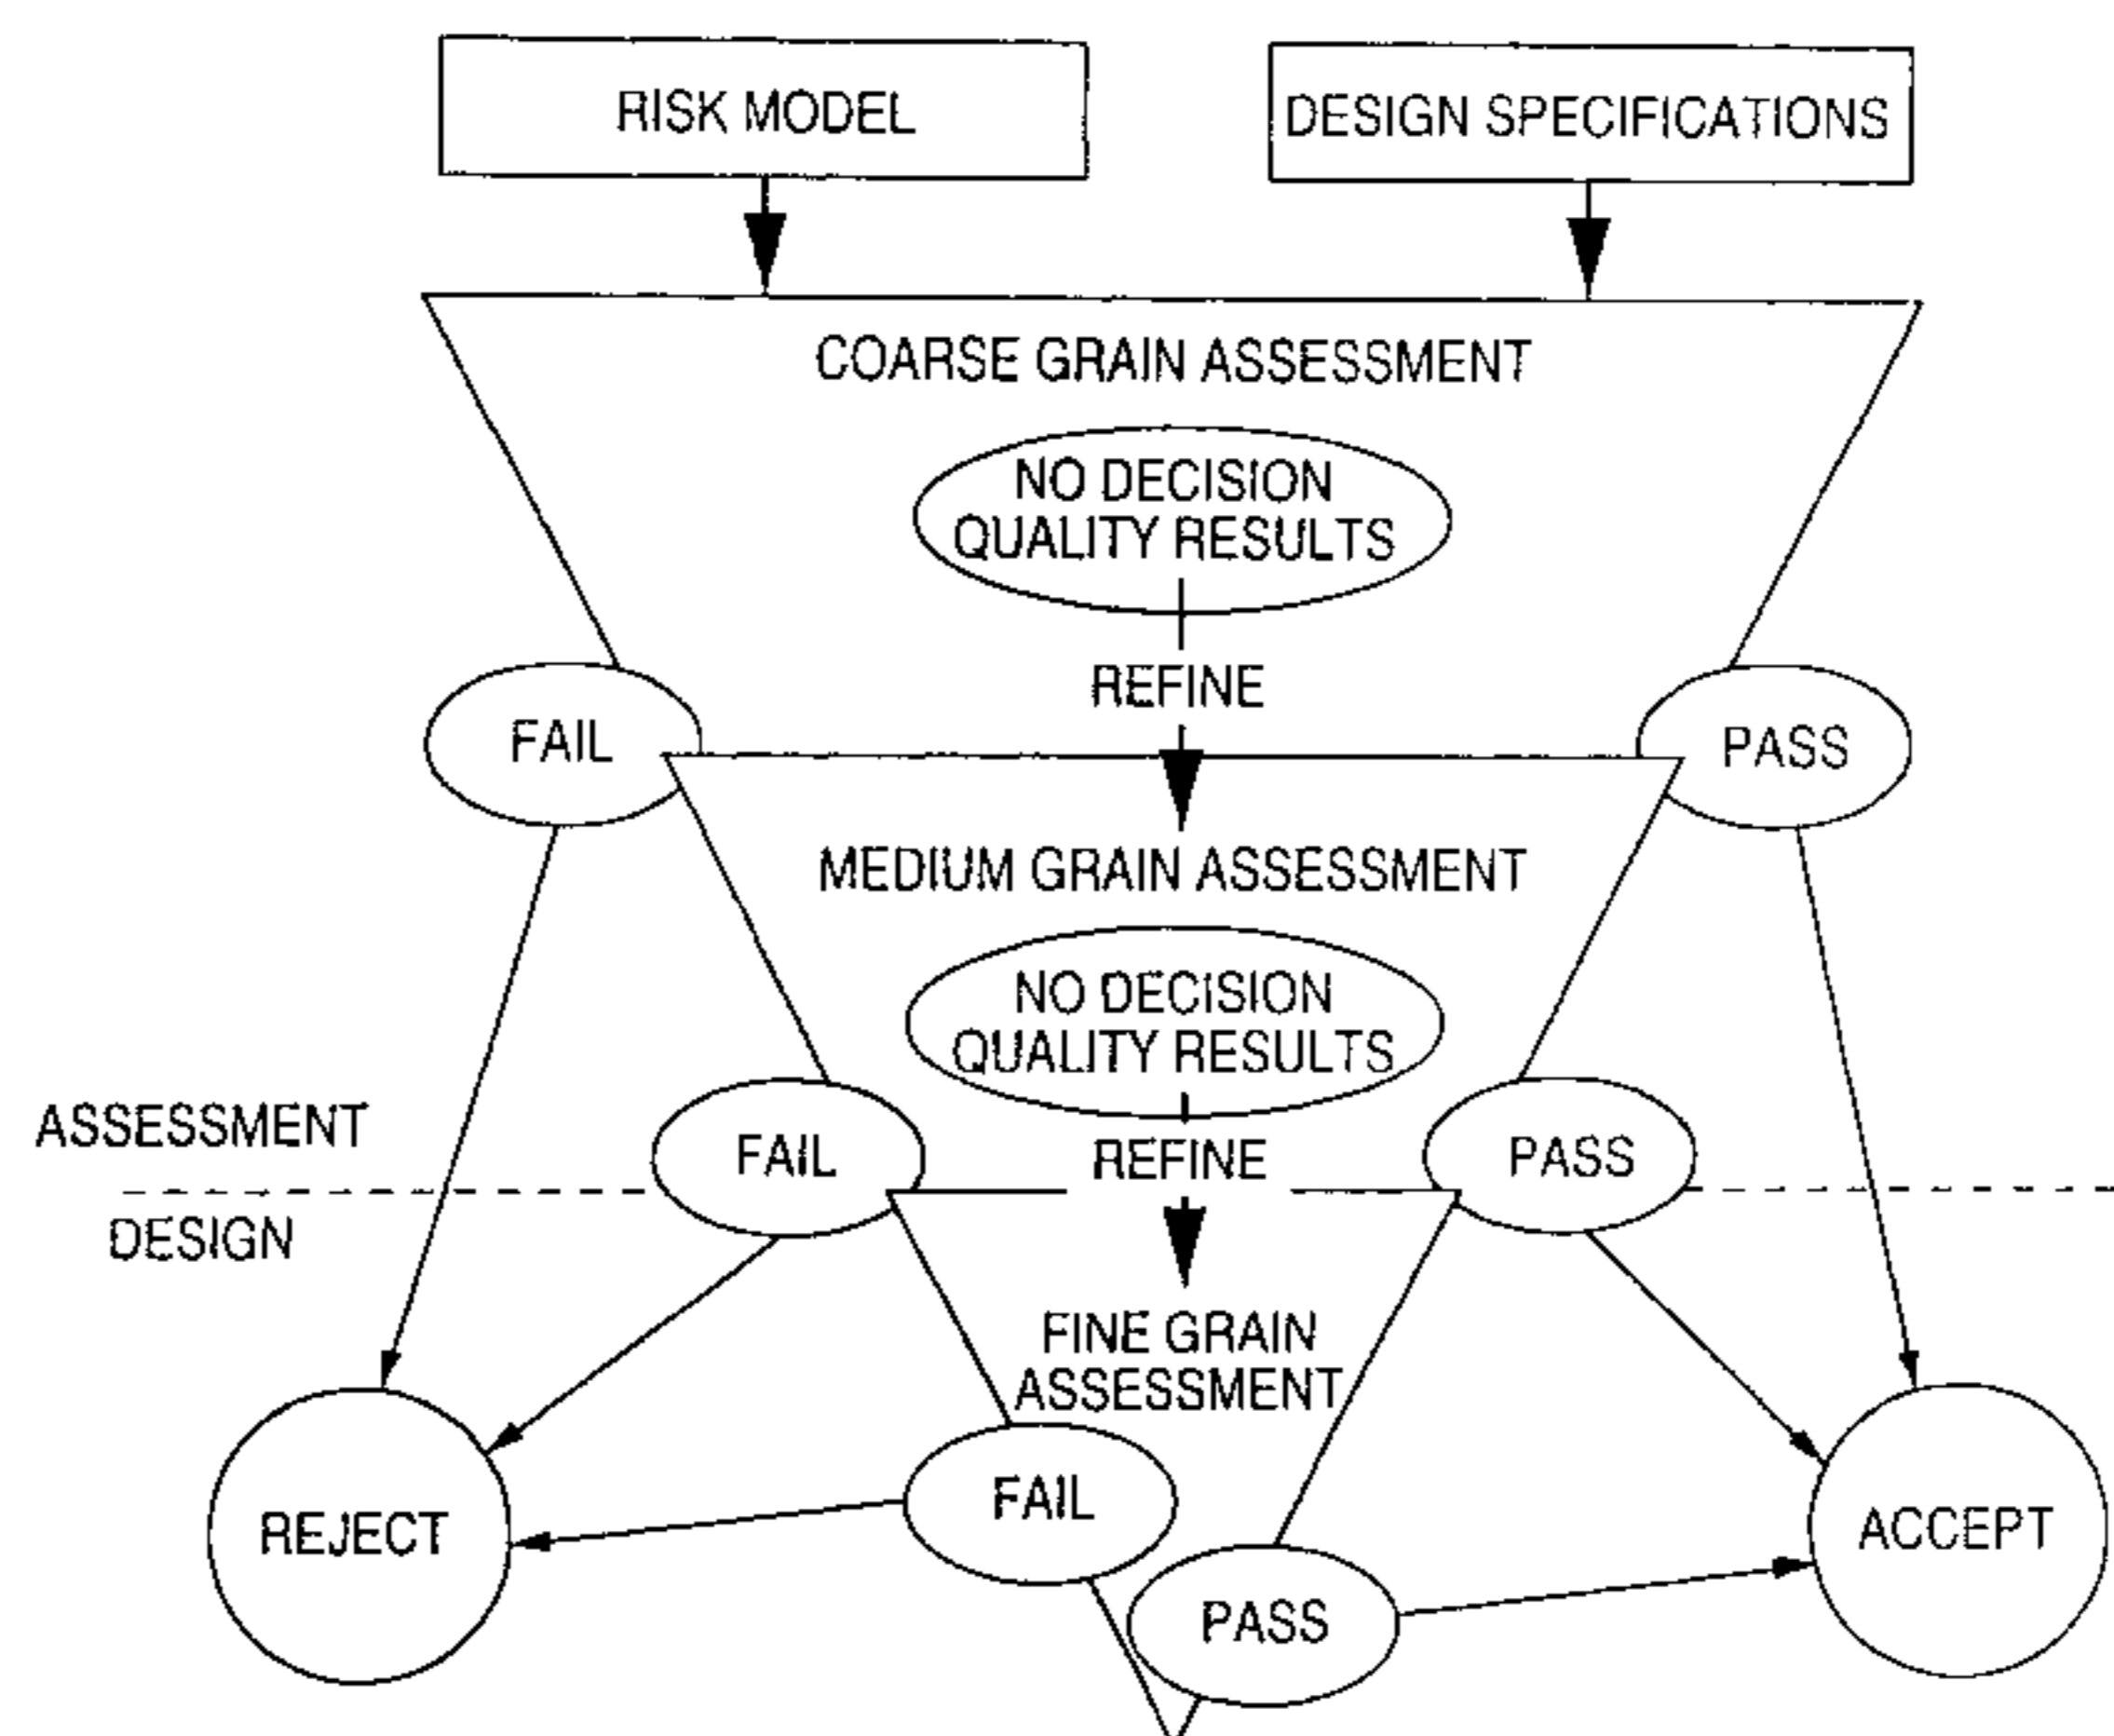 RISK MODEL
DESIGN SPECIFICATIONS
COARSE GRAIN ASSESSMENT
NO DECISION
QUALITY RESULTS
REFINE
FAIL
PASS
MEDIUM GRAIN ASSESSMENT
NO DECISION
QUALITY RESULTS
ASSESSMENT
FAIL
REFINE
PASS
DESIGN
FINE GRAIN
ASSESSMENT
FAIL
REJECT
ACCEPT
PASS